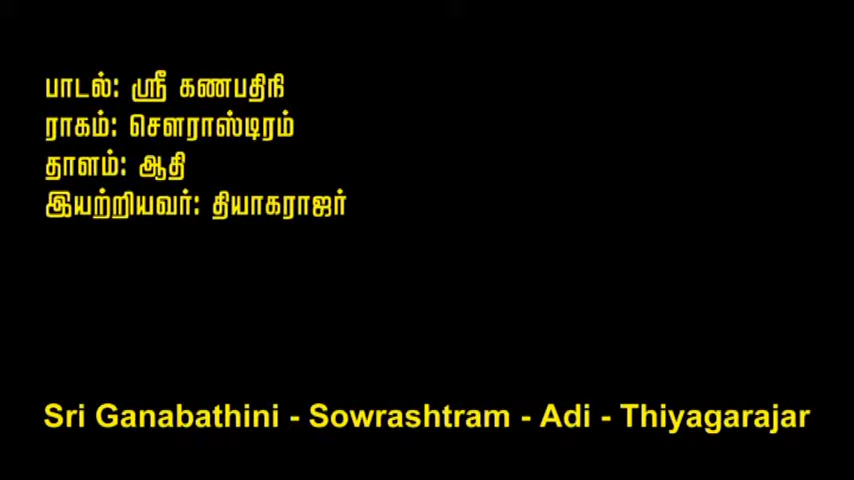 பாடல்: ஸ்ரீ கணபதிநி
ராகம்: சௌராஸ்டிரம்
தாளம்: ஆதி
இயற்றியவர்: தியாகராஜர்
Sri Ganabathini - Sowrashtram - Adi - Thiyagarajar